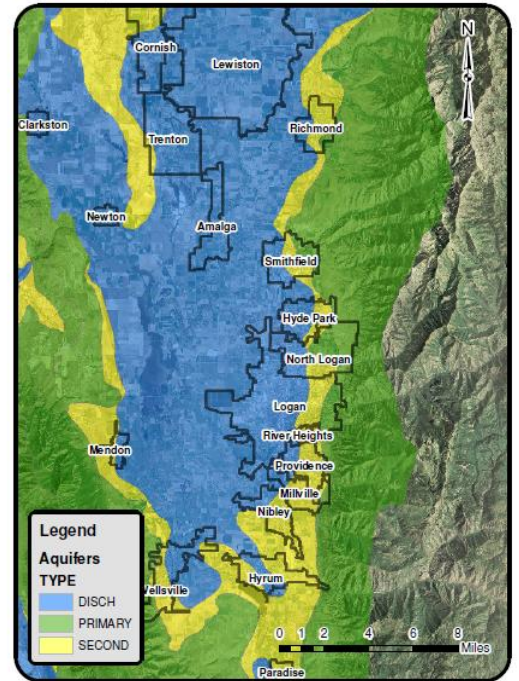 N
Cornish
Lewiston
Clarkston
Trenton
Richmond
Newton
Amalga
Smithfield
Hyde Park
North Logan
Logan
River Heights
Mendon
Providence
Millville
Nibley
Legend
Aquifers
TYPE
DISCH
PRIMARY
SECOND
Hyrum
ellsville
0 1 2 4 6 8
Miles
Paradise